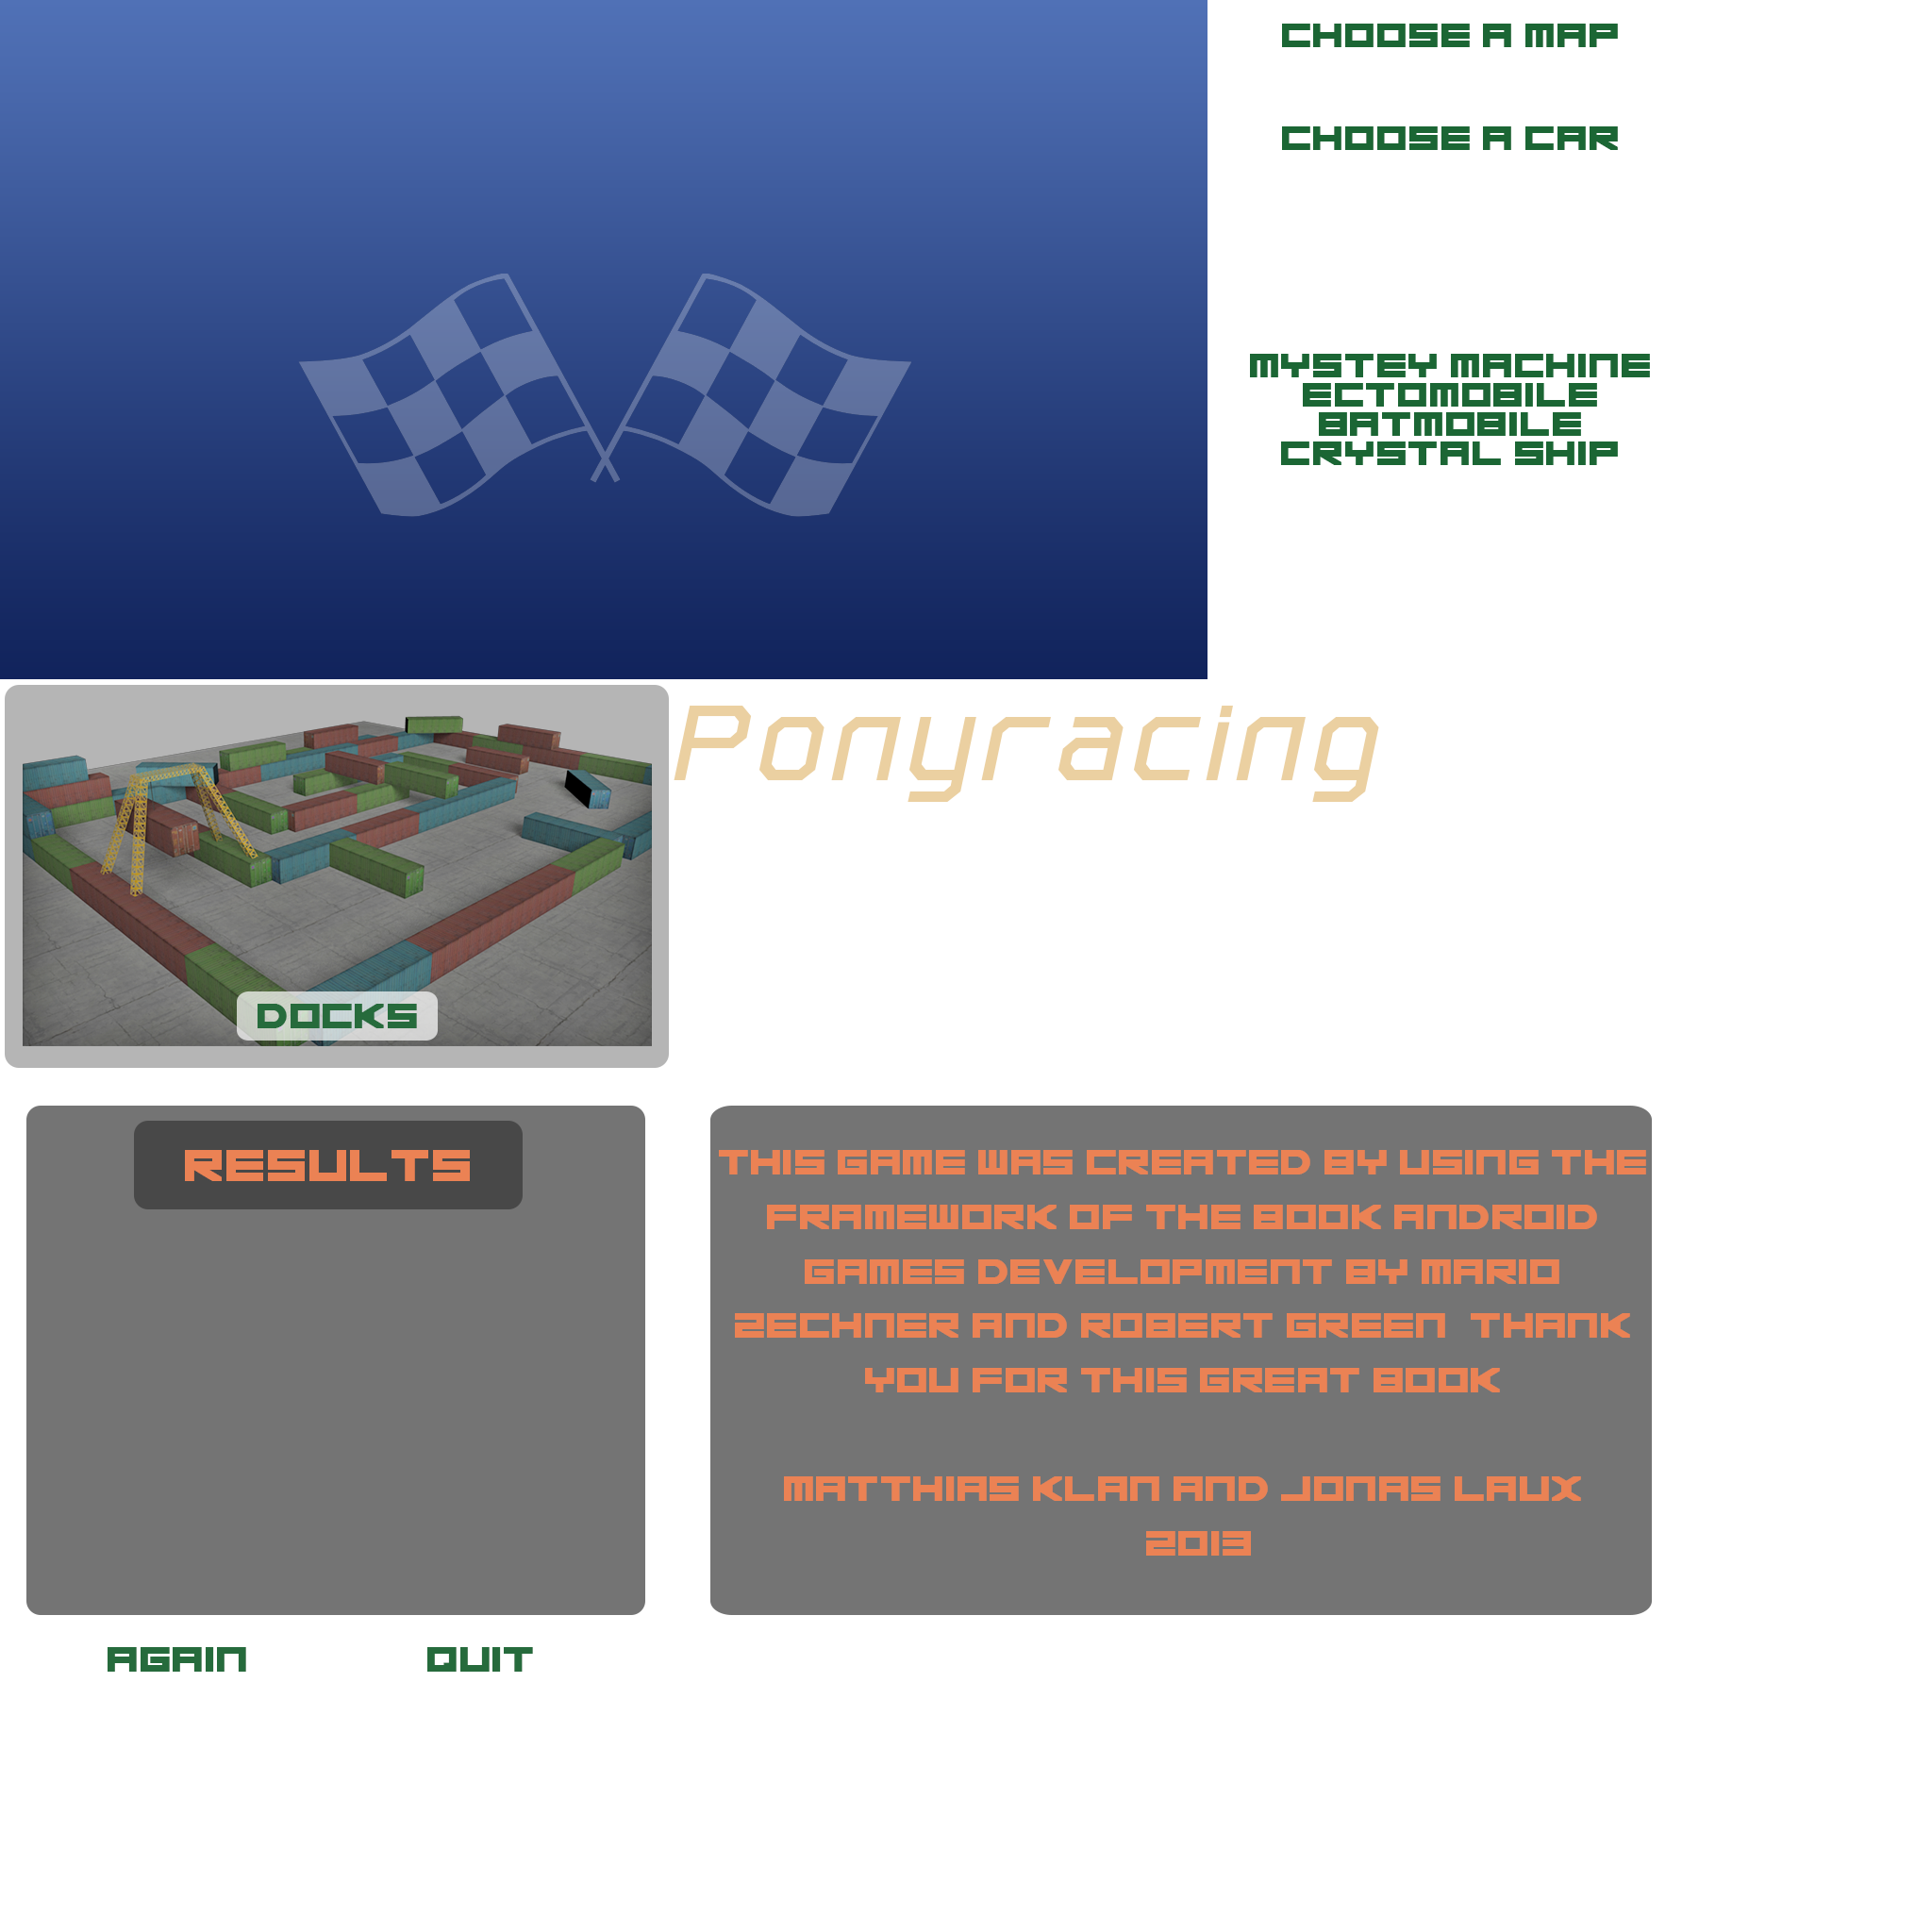 CHOOSE A MAP
CHOOSE A CAR
MYSTEY MACHINE
ECTOMOBILE
BATMOBILE
CRYSTAL SHIP
Ponyracing
DOCKS
RESULTS
THIS GAME WAS CREATED BY USING THE
FRAMEWORK OF THE BOOK ANDROID
GAMES DEVELOPMENT BY MARIO
ZECHNER AND ROBERT GREEN THANK
YOU FOR THIS GREAT BOOK
MATTHIAS KLAN AND JONAS LAUX
2013
AGAIN
QUIT